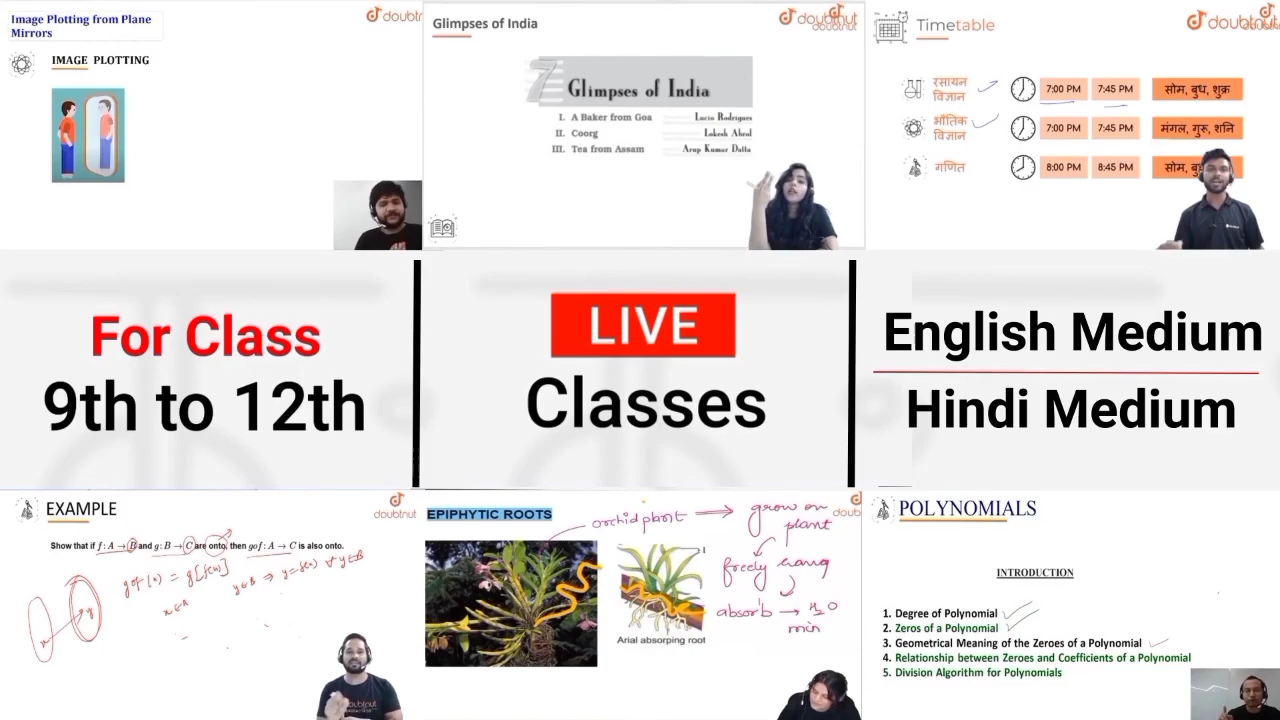 Image Plotting from Plane
Mirrors
IMAGE PLOTTING
Glimpses of India
doubtnut
doubtnut
7
Glimpses of India
I. A Baker from Goa Lucio Rodrigues
II. Coorg Lokesh Abrol
III. Tea from Assam Arup Kumar Datta
Timetable
doubtnut
रसायन
विज्ञान
7:00 PM 7:45 PM सोम, बुध, शुक्र
भौतिक
विज्ञान
7:00 PM 7:45 PM मंगल, गुरु, शनि
गणित 8:00 PM 8:45 PM सोम,
For Class
9th to 12th
LIVE
Classes
English Medium
Hindi Medium
EXAMPLE
doubtnut
Show that if f : A → B and g : B → C are onto, then gof : A → C is also onto.
gof(x) = g[f(x)]
x∈A
y∈B ⇒ y=f(x) ∀ y∈B
x
y
doubtnut
EPIPHYTIC ROOTS
orchid plant ⟹ grow on
plant
freely hang
absorb → H₂O
min
Arial absorping root
POLYNOMIALS
INTRODUCTION
1. Degree of Polynomial
2. Zeros of a Polynomial
3. Geometrical Meaning of the Zeroes of a Polynomial
4. Relationship between Zeroes and Coefficients of a Polynomial
5. Division Algorithm for Polynomials